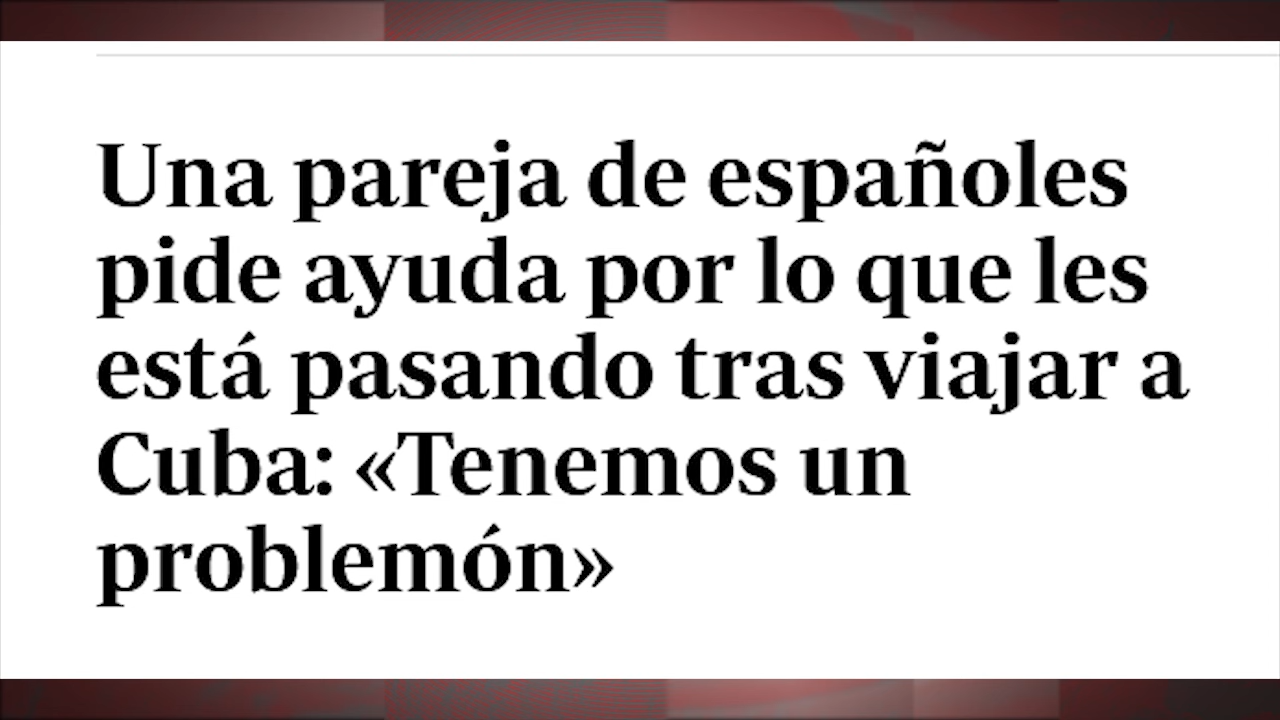 Una pareja de españoles
pide ayuda por lo que les
está pasando tras viajar a
Cuba: «Tenemos un
problemón»